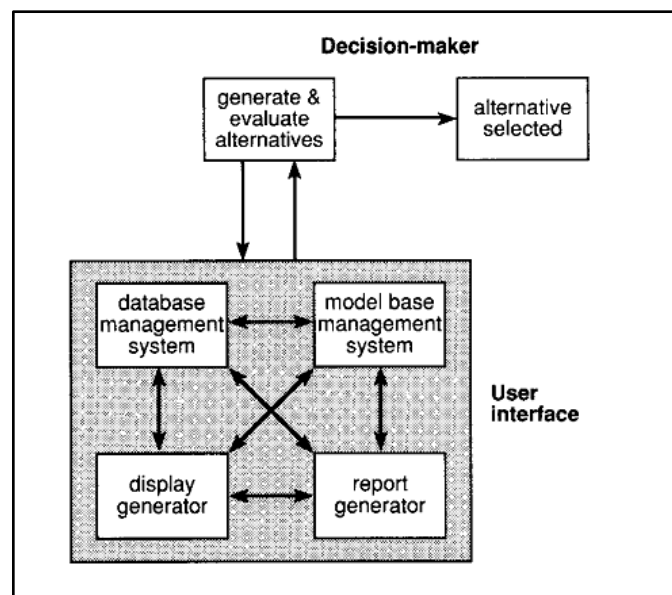 Decision-maker
generate &
evaluate
alternatives
alternative
selected
database
management
system
model base
management
system
User
interface
display
generator
report
generator